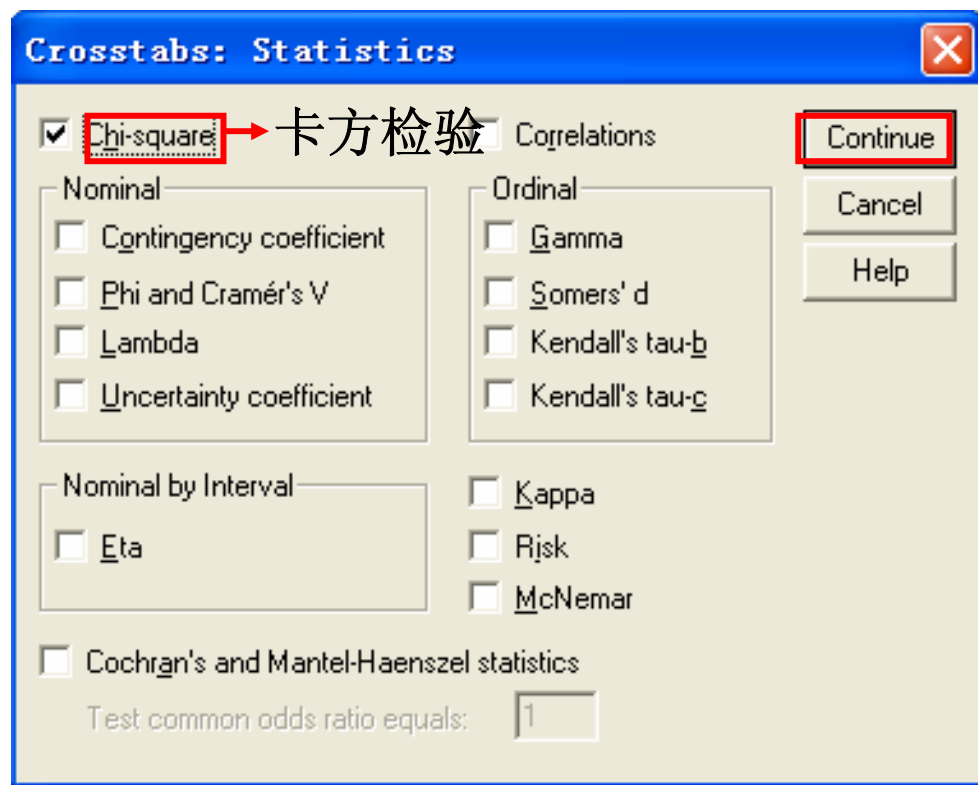 Crosstabs: Statistics
Chi-square 卡方检验 Correlations Continue
Nominal Ordinal Cancel
Contingency coefficient Gamma Help
Phi and Cramér's V Somers' d
Lambda Kendall's tau-b
Uncertainty coefficient Kendall's tau-c
Nominal by Interval Kappa
Eta Risk
McNemar
Cochran's and Mantel-Haenszel statistics
Test common odds ratio equals: 1